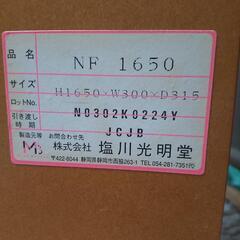 品名 NF 1650
サイズ H1650×W300×D315
ロットNo. N0302K0224Y
引き渡し時期 JCJB
製造元等 お問合わせ先
株式会社 塩川光明堂
〒422-8044 静岡県静岡市西脇263-1 TEL 054-281-7351㈹